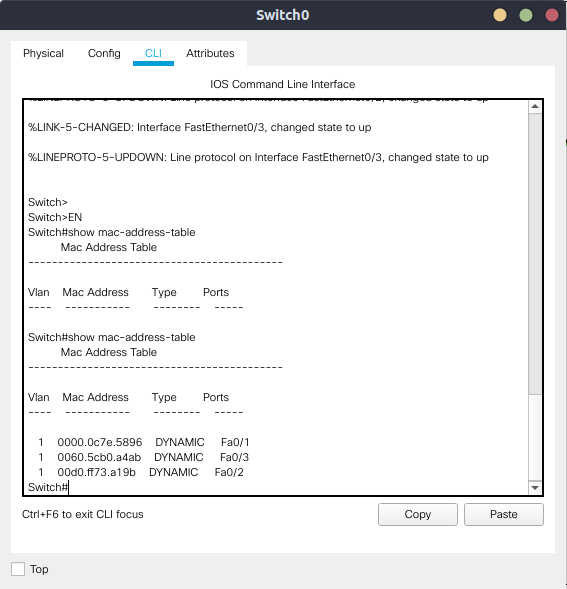 Switch0
Physical Config CLI Attributes
IOS Command Line Interface
%LINK-5-CHANGED: Interface FastEthernet0/3, changed state to up
%LINEPROTO-5-UPDOWN: Line protocol on Interface FastEthernet0/3, changed state to up
Switch>
Switch>EN
Switch#show mac-address-table
Mac Address Table
-------------------------------------------
Vlan Mac Address Type Ports
---- ----------- -------- -----
Switch#show mac-address-table
Mac Address Table
-------------------------------------------
Vlan Mac Address Type Ports
---- ----------- -------- -----
1 0000.0c7e.5896 DYNAMIC Fa0/1
1 0060.5cb0.a4ab DYNAMIC Fa0/3
1 00d0.ff73.a19b DYNAMIC Fa0/2
Switch#
Ctrl+F6 to exit CLI focus
Copy Paste
Top